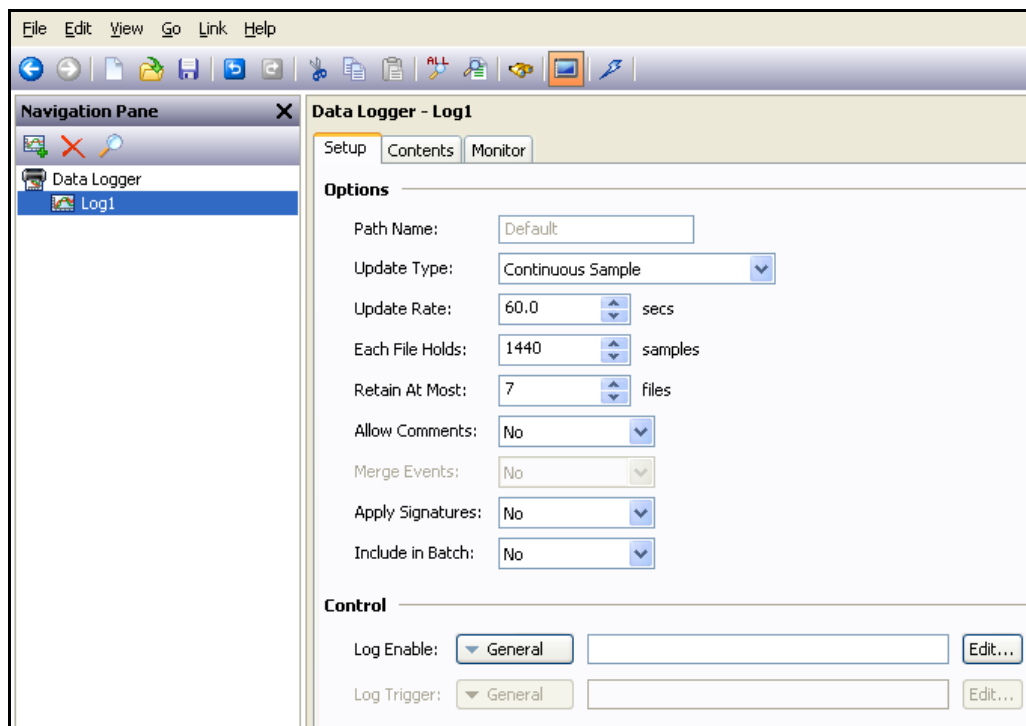 File Edit View Go Link Help
ALL
Navigation Pane
Data Logger
Log1
Data Logger - Log1
Setup Contents Monitor
Options
Path Name: Default
Update Type: Continuous Sample
Update Rate: 60.0 secs
Each File Holds: 1440 samples
Retain At Most: 7 files
Allow Comments: No
Merge Events: No
Apply Signatures: No
Include in Batch: No
Control
Log Enable: General Edit...
Log Trigger: General Edit...